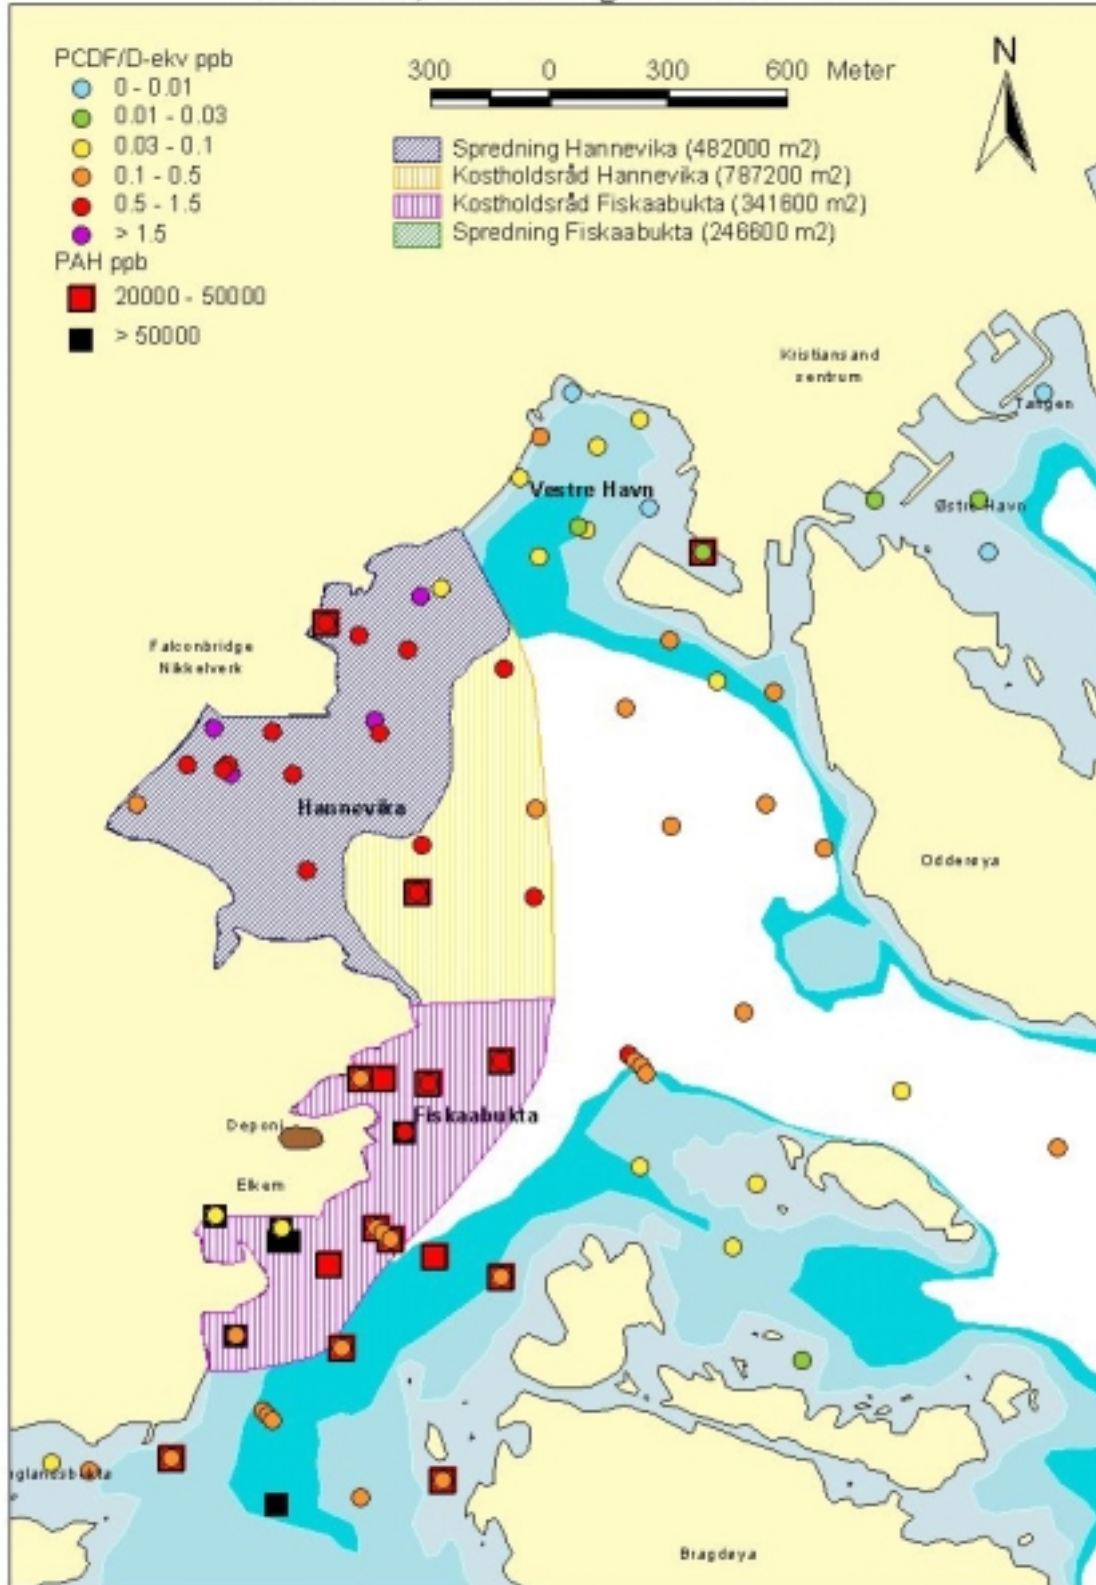 PCDF/D-ekv ppb
0 - 0.01
0.01 - 0.03
0.03 - 0.1
0.1 - 0.5
0.5 - 1.5
> 1.5
PAH ppb
20000 - 50000
> 50000
300 0 300 600 Meter
N
Spredning Hannevika (482000 m2)
Kostholdsråd Hannevika (787200 m2)
Kostholdsråd Fiskaabukta (341600 m2)
Spredning Fiskaabukta (246600 m2)
Kristiansand
sentrum
Tangen
Vestre Havn
Østre Havn
Falconbridge
Nikkelverk
Hannevika
Odderøya
Fiskaabukta
Deponi
Elkem
Bragdøya